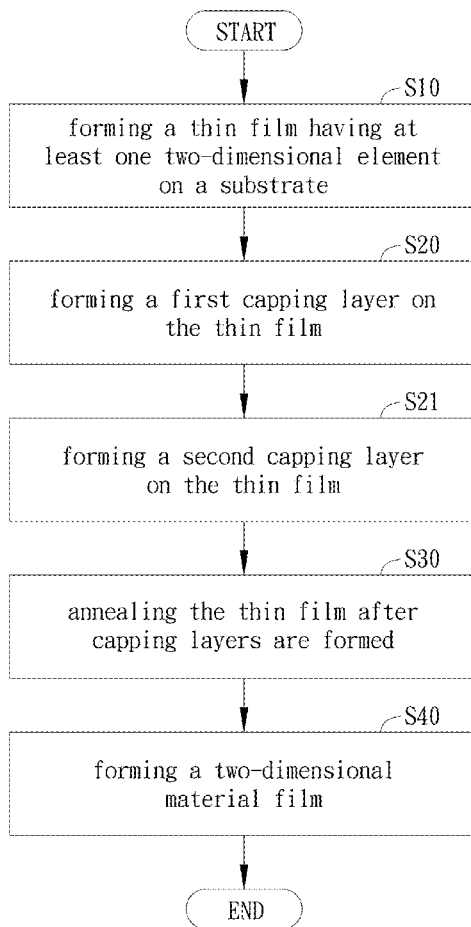 START
S10
forming a thin film having at
least one two-dimensional element
on a substrate
S20
forming a first capping layer on
the thin film
S21
forming a second capping layer
on the thin film
S30
annealing the thin film after
capping layers are formed
S40
forming a two-dimensional
material film
END